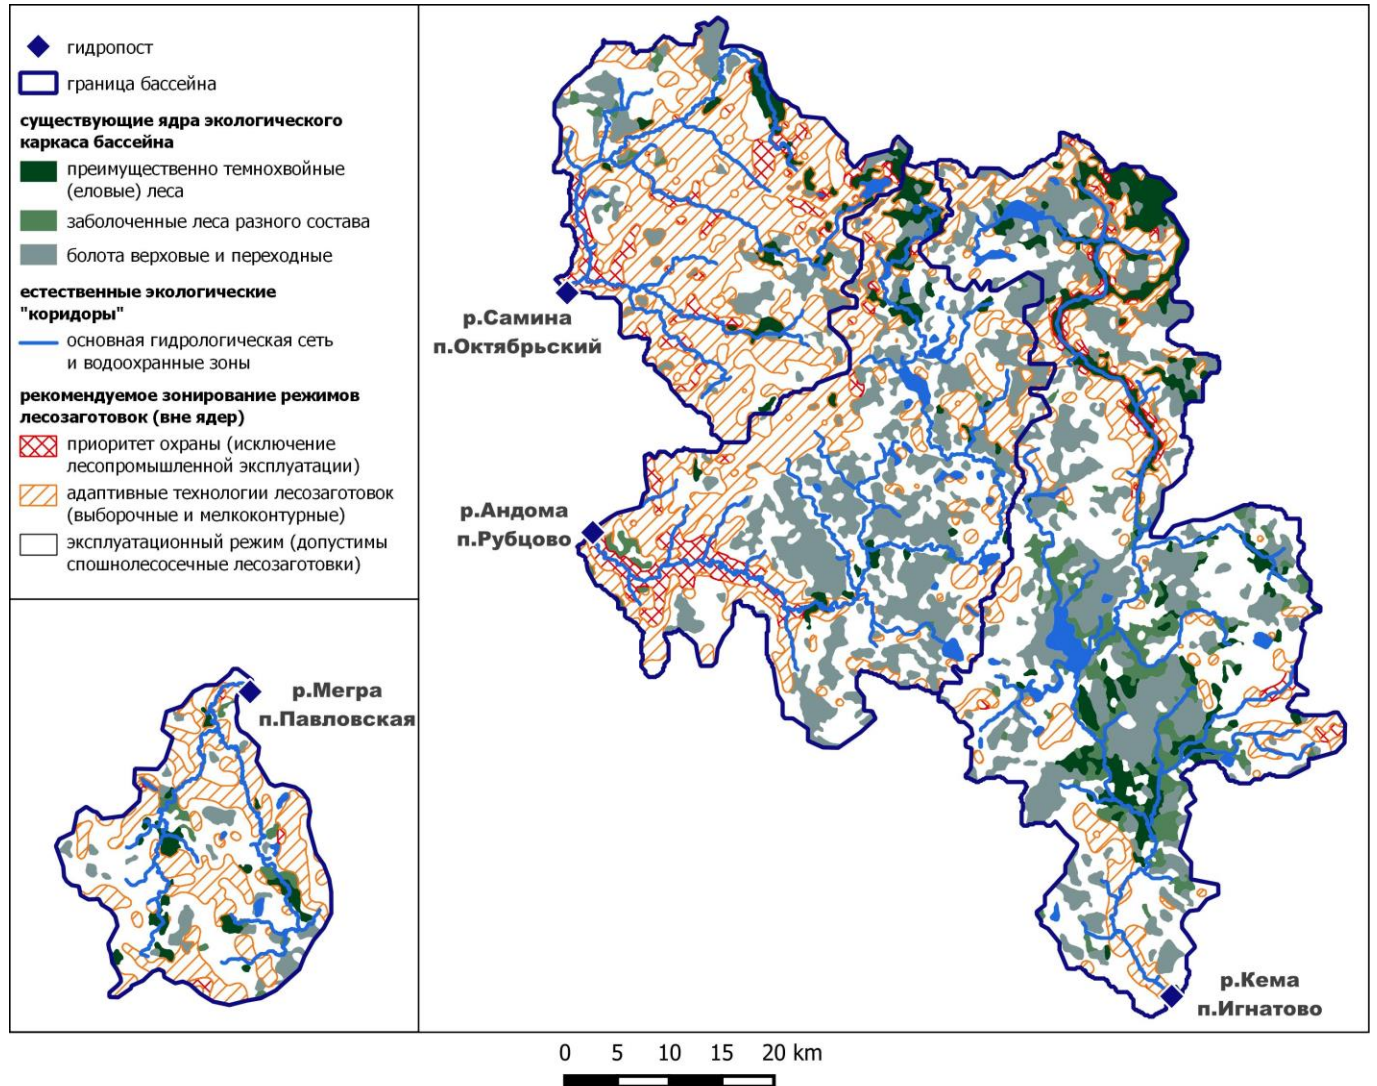 гидропост
граница бассейна
существующие ядра экологического
каркаса бассейна
преимущественно темнохвойные
(еловые) леса
заболоченные леса разного состава
болота верховые и переходные
естественные экологические
"коридоры"
основная гидрологическая сеть
и водоохранные зоны
рекомендуемое зонирование режимов
лесозаготовок (вне ядер)
приоритет охраны (исключение
лесопромышленной эксплуатации)
адаптивные технологии лесозаготовок
(выборочные и мелкоконтурные)
эксплуатационный режим (допустимы
спошнолесосечные лесозаготовки)
р.Самина
п.Октябрьский
р.Андома
п.Рубцово
р.Мегра
п.Павловская
р.Кема
п.Игнатово
0 5 10 15 20 km